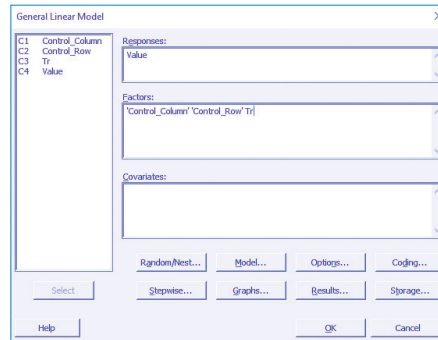 General Linear Model
C1 Control_Column
C2 Control_Row
C3 Tr
C4 Value
Responses:
Value
Factors:
'Control_Column' 'Control_Row' Tr
Covariates:
Random/Nest... Model... Options... Coding...
Select Stepwise... Graphs... Results... Storage...
Help OK Cancel